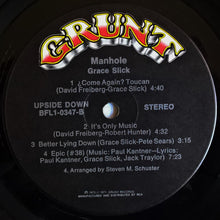 GRUNT
Manhole
Grace Slick
1 ¿Come Again? Toucan
(David Freiberg-Grace Slick) 4:40
UPSIDE DOWN
BFL1-0347-B
STEREO
2 It's Only Music
(David Freiberg-Robert Hunter) 4:32
3 Better Lying Down (Grace Slick-Pete Sears) 3:15
4 Epic (#38) (Music: Paul Kantner—Lyrics:
Paul Kantner, Grace Slick, Jack Traylor) 7:23
4. Arranged by Steven M. Schuster